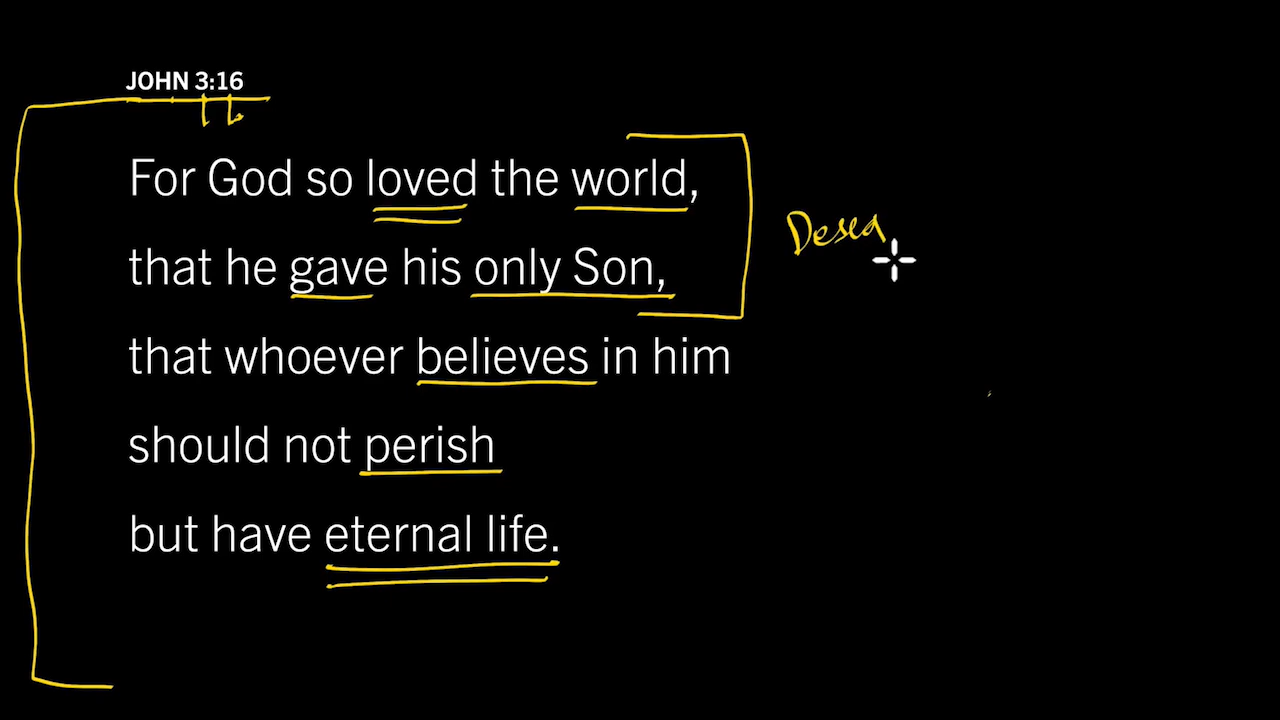 JOHN 3:16
For God so loved the world,
that he gave his only Son,
that whoever believes in him
should not perish
but have eternal life.